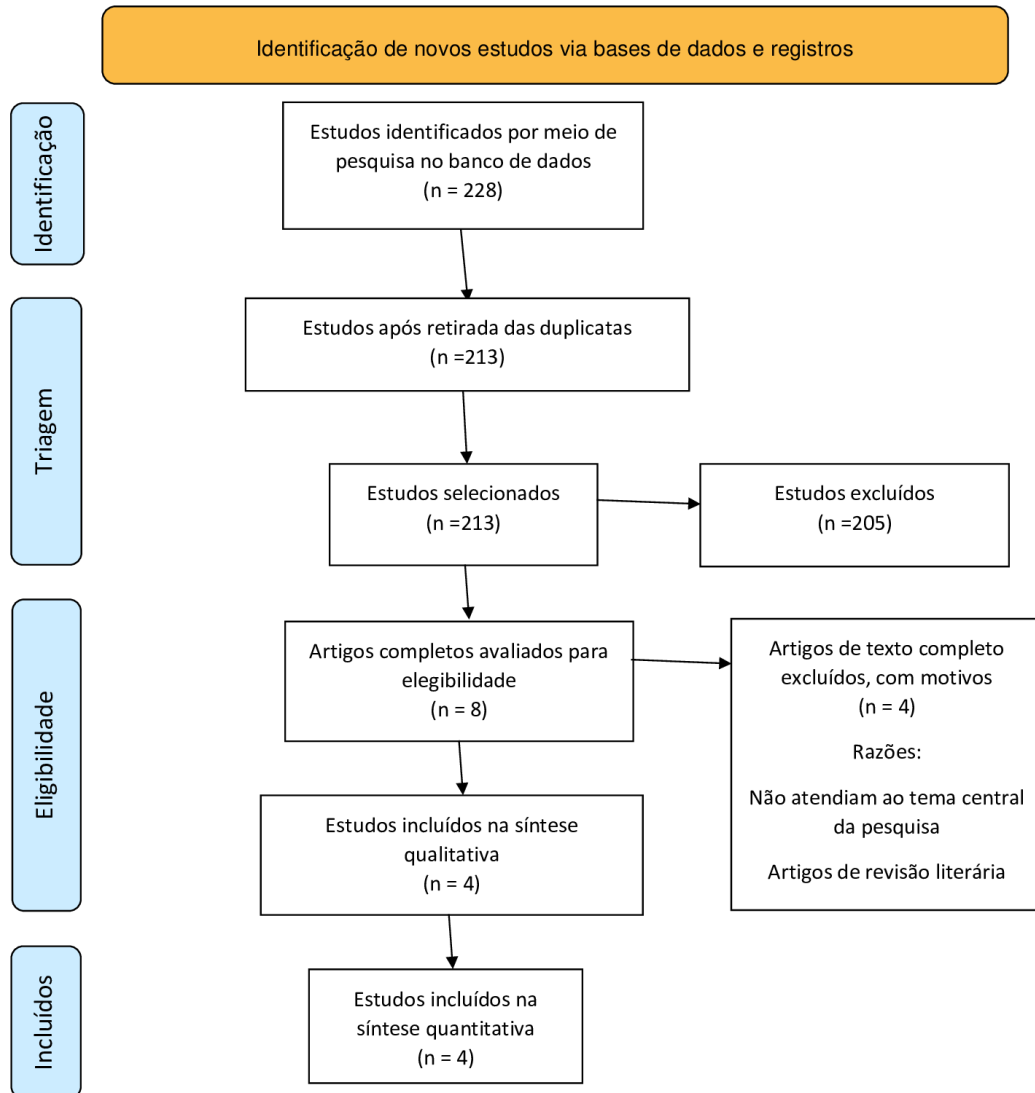 Identificação de novos estudos via bases de dados e registros
Identificação
Estudos identificados por meio de
pesquisa no banco de dados
(n = 228)
Triagem
Estudos após retirada das duplicatas
(n =213)
Estudos selecionados
(n =213)
Estudos excluídos
(n =205)
Eligibilidade
Artigos completos avaliados para
elegibilidade
(n = 8)
Artigos de texto completo
excluídos, com motivos
(n = 4)
Razões:
Não atendiam ao tema central
da pesquisa
Artigos de revisão literária
Estudos incluídos na síntese
qualitativa
(n = 4)
Incluídos
Estudos incluídos na
síntese quantitativa
(n = 4)